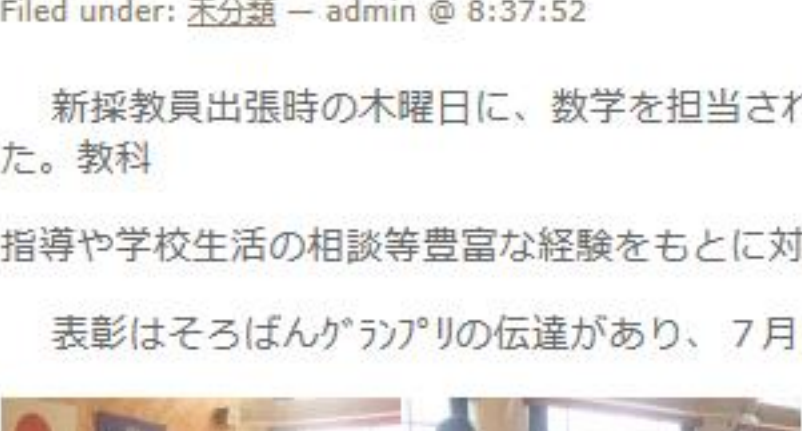 Filed under: 未分類 — admin @ 8:37:52
新採教員出張時の木曜日に、数学を担当され
た。教科
指導や学校生活の相談等豊富な経験をもとに対
表彰はそろばんｸﾞﾗﾝﾌﾟﾘの伝達があり、７月